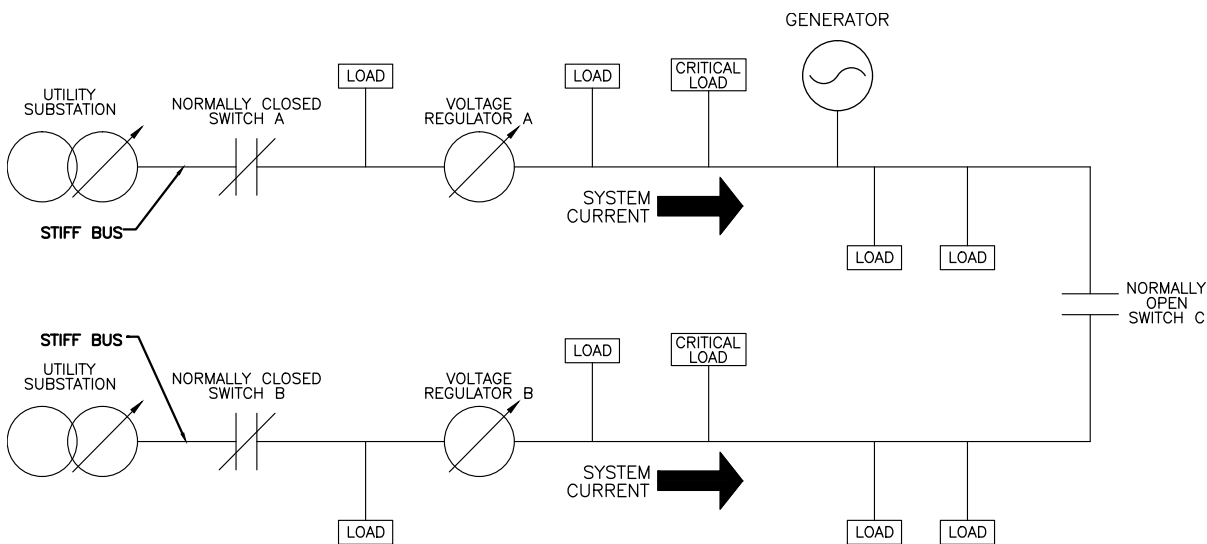 GENERATOR
LOAD
LOAD
CRITICAL
LOAD
UTILITY
SUBSTATION
NORMALLY CLOSED
SWITCH A
VOLTAGE
REGULATOR A
SYSTEM
CURRENT
STIFF BUS
LOAD
LOAD
NORMALLY
OPEN
SWITCH C
STIFF BUS
UTILITY
SUBSTATION
NORMALLY CLOSED
SWITCH B
VOLTAGE
REGULATOR B
LOAD
CRITICAL
LOAD
SYSTEM
CURRENT
LOAD
LOAD
LOAD